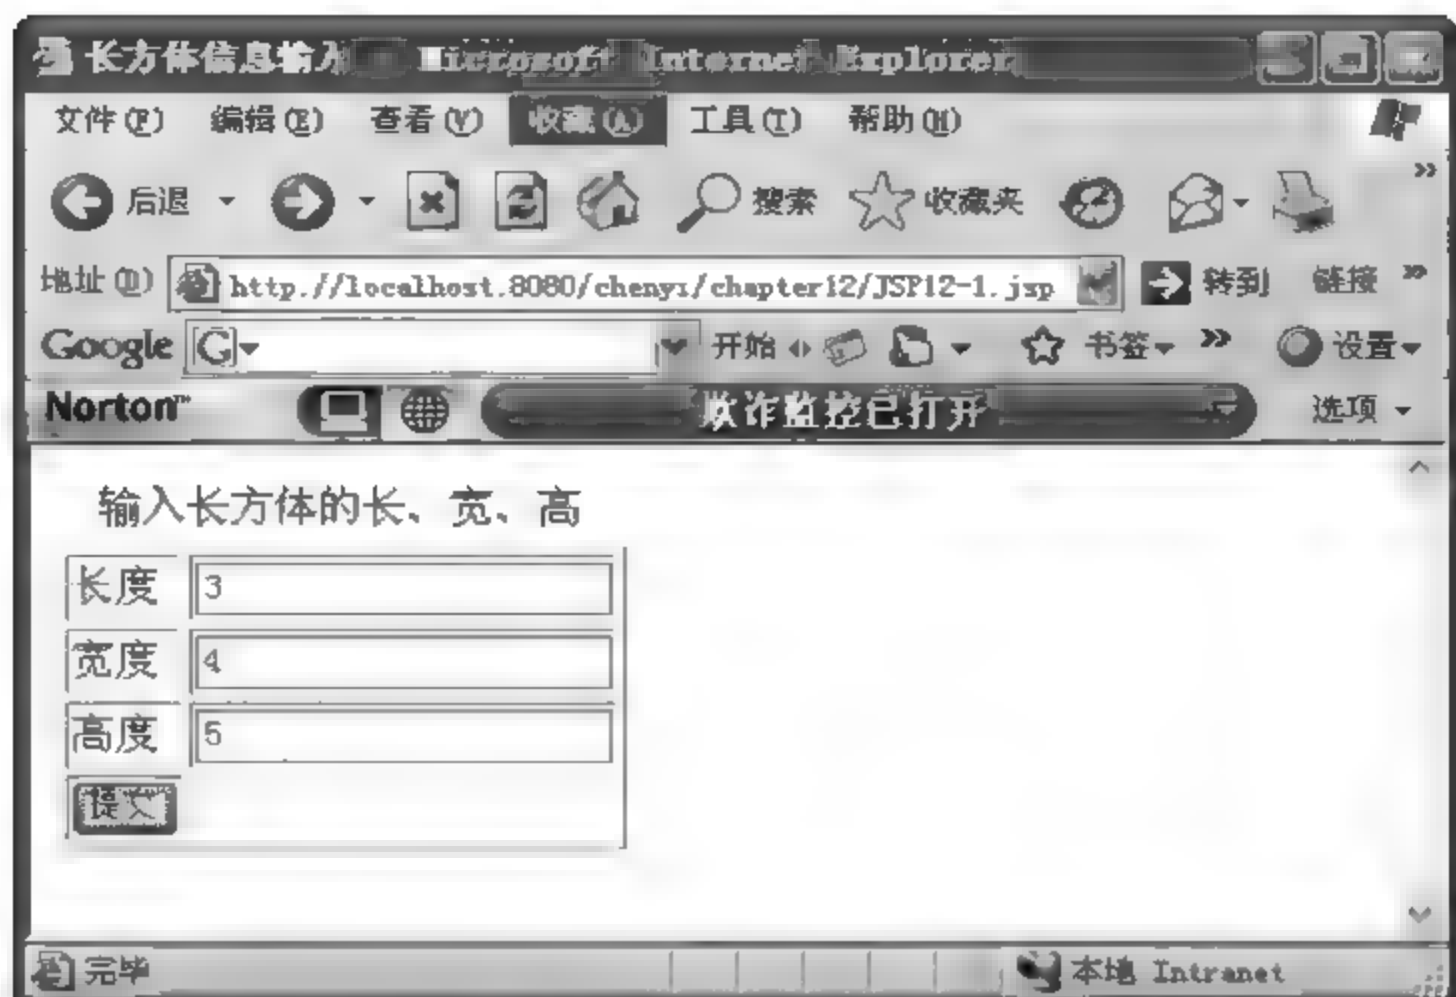 长方体信息输入 Microsoft Internet Explorer
文件(F) 编辑(E) 查看(V) 收藏(A) 工具(T) 帮助(H)
后退 搜索 收藏夹 »
地址(D) http://localhost:8080/chenyi/chapter12/JSP12-1.jsp 转到 链接 »
Google G 开始 书签 » 设置
Norton™ 欺诈监控已打开 选项
输入长方体的长、宽、高
长度 3
宽度 4
高度 5
提交
完毕 本地 Intranet